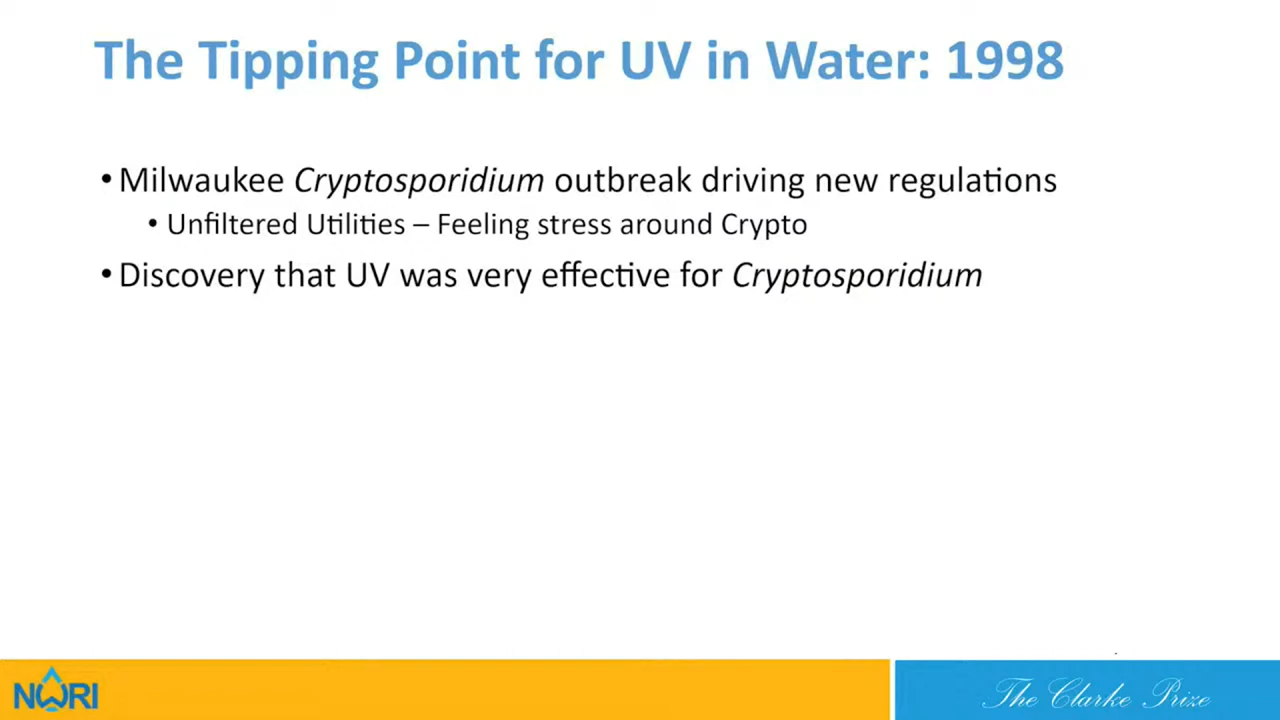 The Tipping Point for UV in Water: 1998
• Milwaukee Cryptosporidium outbreak driving new regulations
• Unfiltered Utilities – Feeling stress around Crypto
• Discovery that UV was very effective for Cryptosporidium
NWRI
The Clarke Prize